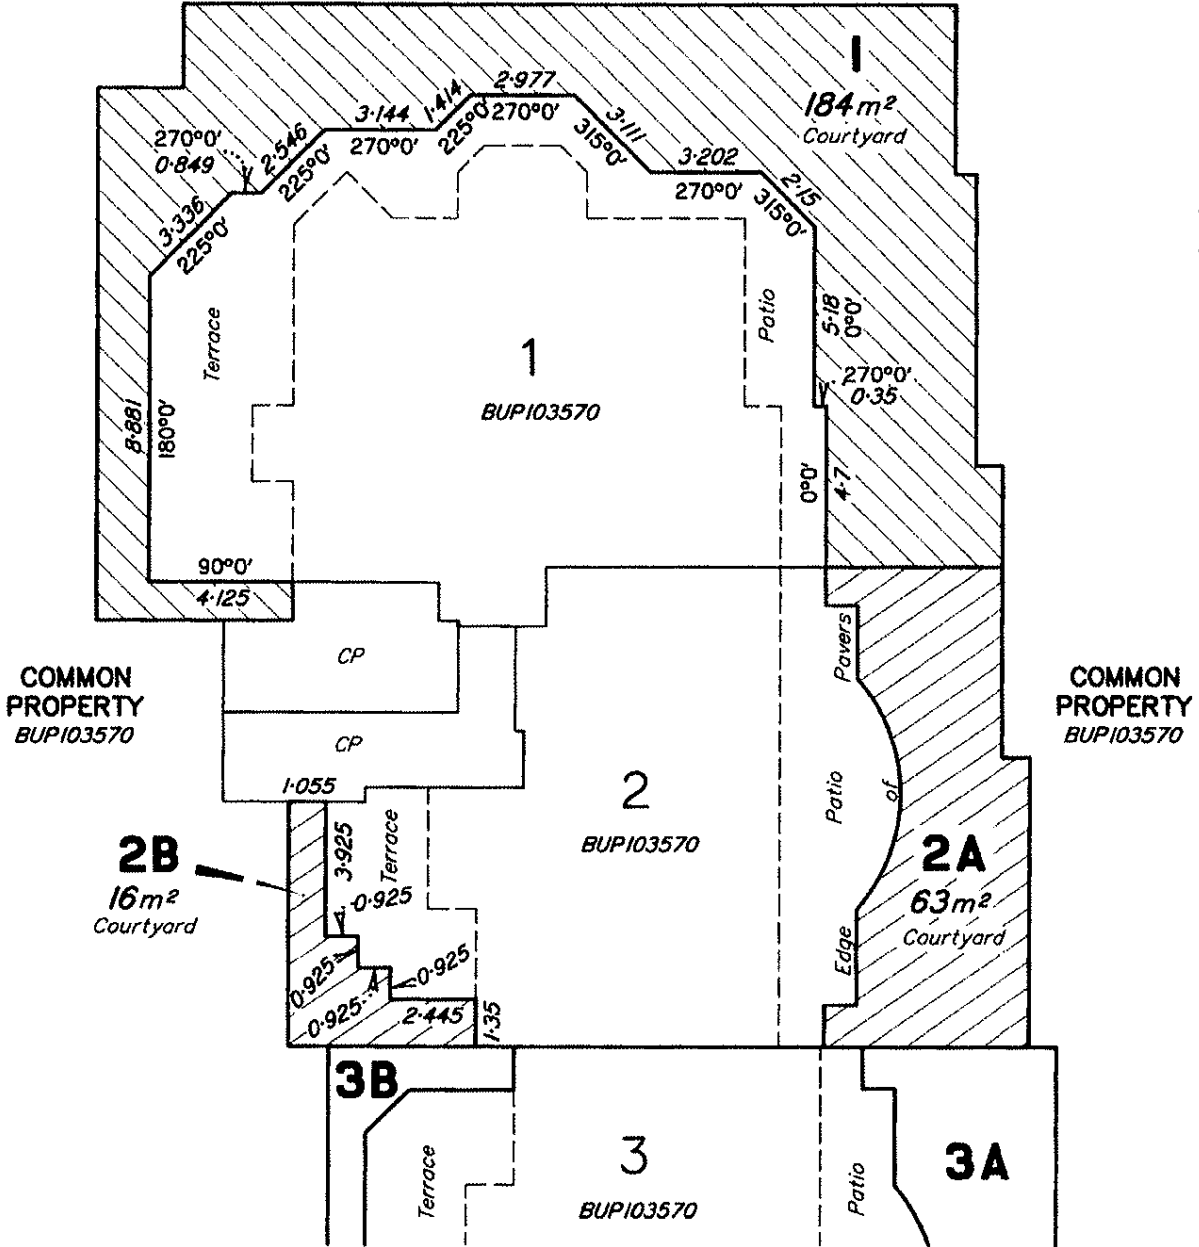 1
184m²
Courtyard
2·977
270°0'
1·414
225°0'
3·144
270°0'
3·111
315°0'
270°0'
0·849
2·546
225°0'
3·202
270°0'
2·15
315°0'
3·336
225°0'
Terrace
Patio
5·18
0°0'
1
BUP103570
270°0'
0·35
8·881
180°0'
0°0'
4·7
90°0'
4·125
CP
Pavers
COMMON
PROPERTY
BUP103570
COMMON
PROPERTY
BUP103570
CP
1·055
2
BUP103570
Patio
of
2B
16m²
Courtyard
3·925
Terrace
0·925
2A
63m²
Courtyard
Edge
0·925
0·925
0·925
2·445
1·35
3B
3
BUP103570
3A
Terrace
Patio